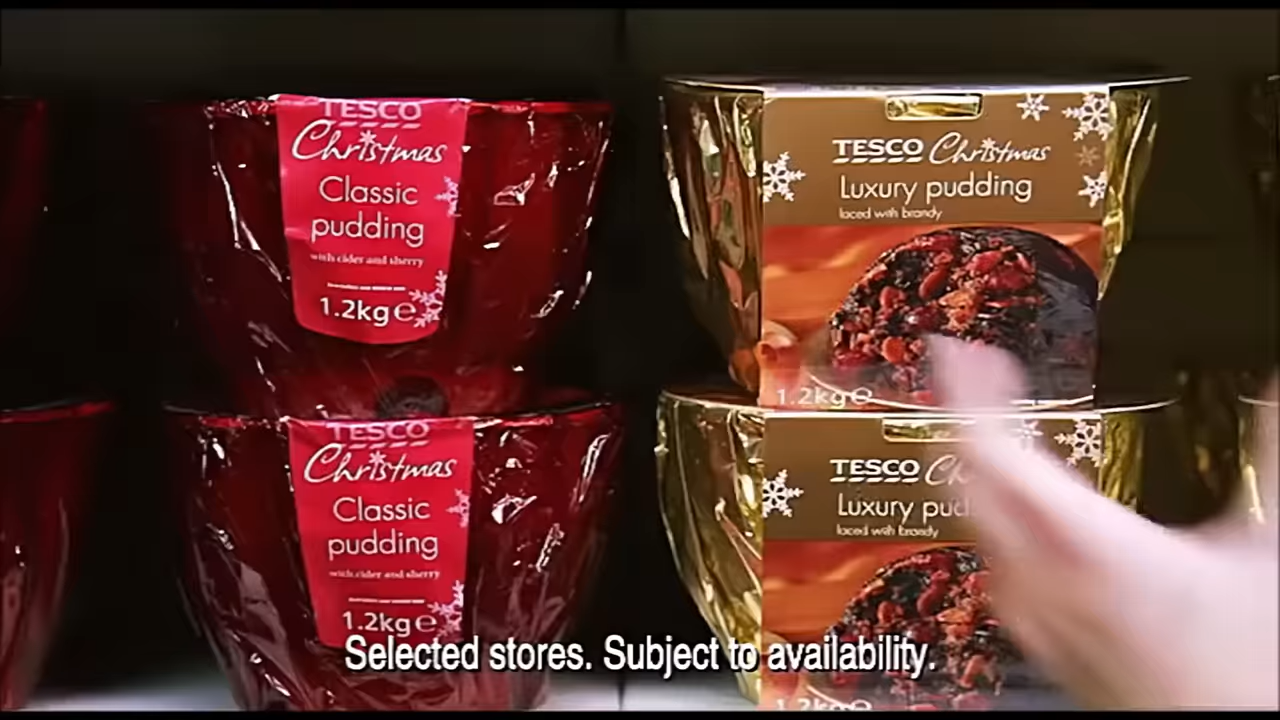 TESCO
Christmas
Classic
pudding
with cider and sherry
1.2kg e
TESCO Christmas
Luxury pudding
laced with brandy
1.2kg e
TESCO
Christmas
Classic
pudding
with cider and sherry
1.2kg e
TESCO
Luxury
laced with brandy
Selected stores. Subject to availability.